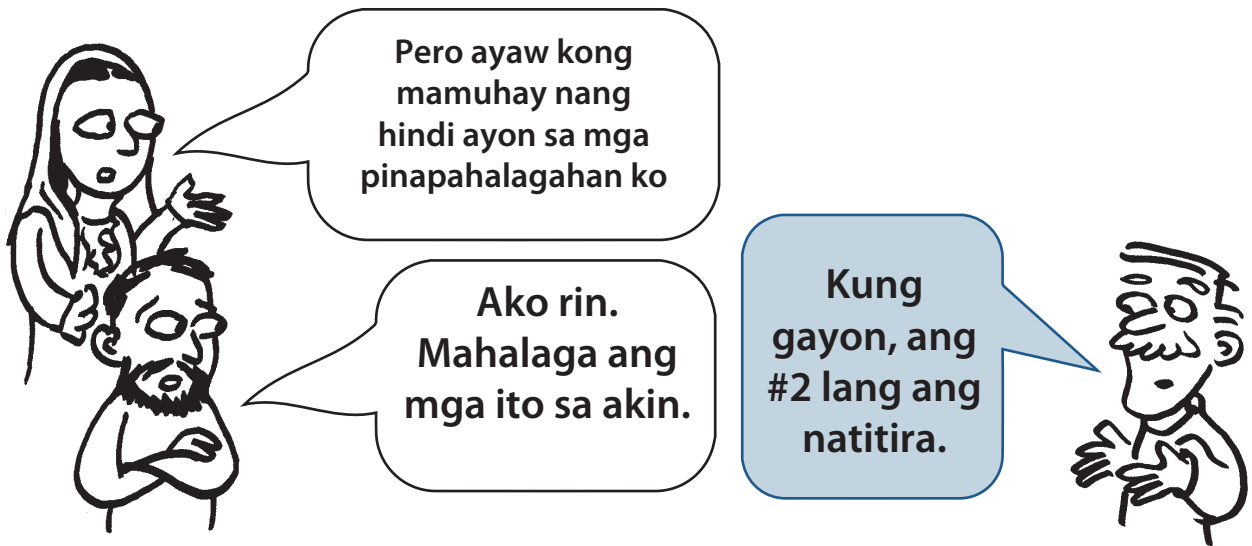 Pero ayaw kong
mamuhay nang
hindi ayon sa mga
pinapahalagahan ko
Ako rin.
Mahalaga ang
mga ito sa akin.
Kung
gayon, ang
#2 lang ang
natitira.